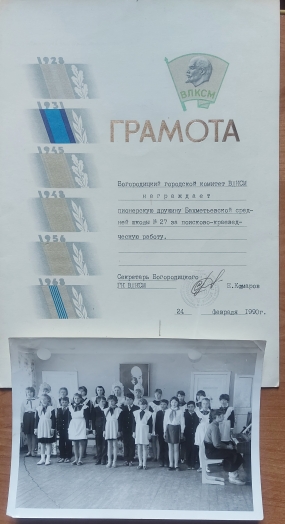 1928
1931
1945
1948
1956
1968
ВЛКСМ
ГРАМОТА
Богородицкий городской комитет ВЛКСМ
награждает
пионерскую дружину Бахметьевской сред-
ней школы № 27 за поисково-краевед-
ческую работу.
Секретарь Богородицкого
ГК ВЛКСМ
Н.Комаров
24 февраля 1990г.